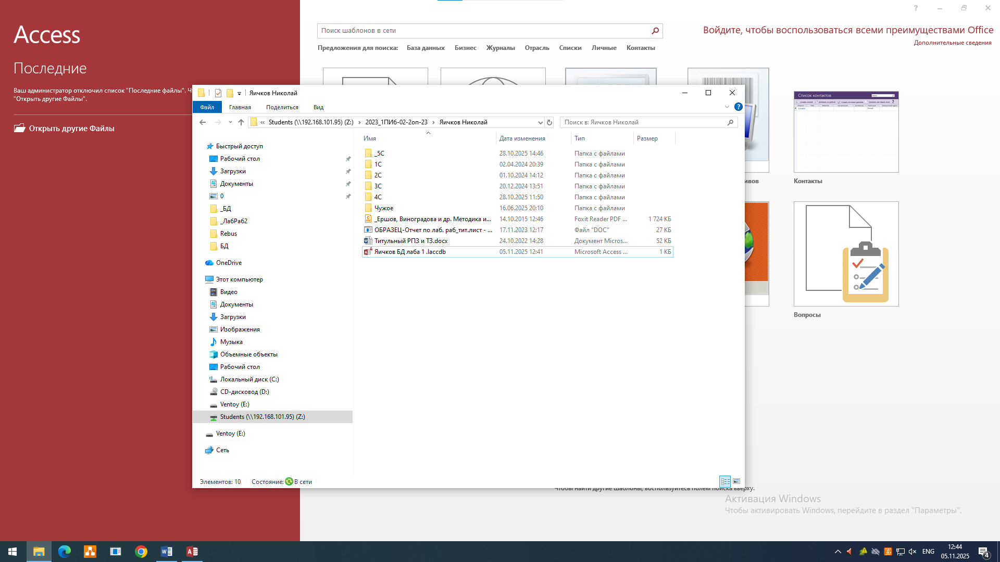 Access
Последние
Ваш администратор отключил список "Последние файлы".
"Открыть другие Файлы".
Открыть другие Файлы
?
Поиск шаблонов в сети
Войдите, чтобы воспользоваться всеми преимуществами Office
Дополнительные сведения
Предложения для поиска: База данных Бизнес Журналы Отрасль Списки Личные Контакты
Список контактов
Контакты
Вопросы
Яичков Николай
Файл Главная Поделиться Вид
« Students (\\192.168.101.95) (Z:) › 2023_1ПИб-02-2оп-23 › Яичков Николай
Поиск в: Яичков Николай
Быстрый доступ
Рабочий стол
Загрузки
Документы
0
_БД
_ЛабРаб2
Rebus
БД
OneDrive
Этот компьютер
Видео
Документы
Загрузки
Изображения
Музыка
Объемные объекты
Рабочий стол
Локальный диск (C:)
CD-дисковод (D:)
Ventoy (E:)
Students (\\192.168.101.95) (Z:)
Ventoy (E:)
Сеть
Имя Дата изменения Тип Размер
_5С 28.10.2025 14:46 Папка с файлами
1С 02.04.2024 20:39 Папка с файлами
2С 01.10.2024 14:12 Папка с файлами
3С 20.12.2024 13:51 Папка с файлами
4С 28.10.2025 11:50 Папка с файлами
Чужое 16.06.2025 20:10 Папка с файлами
_Ершов, Виноградова и др. Методика и... 14.10.2015 12:46 Foxit Reader PDF ... 1 724 КБ
ОБРАЗЕЦ-Отчет по лаб. раб_тит.лист - ... 17.11.2023 12:17 Файл "DOC" 27 КБ
Титульный РПЗ и ТЗ.docx 24.10.2022 14:28 Документ Micros... 52 КБ
Яичков БД лаба 1 .laccdb 05.11.2025 12:41 Microsoft Access ... 1 КБ
Элементов: 10 Состояние: В сети
Чтобы найти другие шаблоны, воспользуйтесь полем поиска вверху.
Активация Windows
Чтобы активировать Windows, перейдите в раздел "Параметры".
ENG
12:44
05.11.2025
4